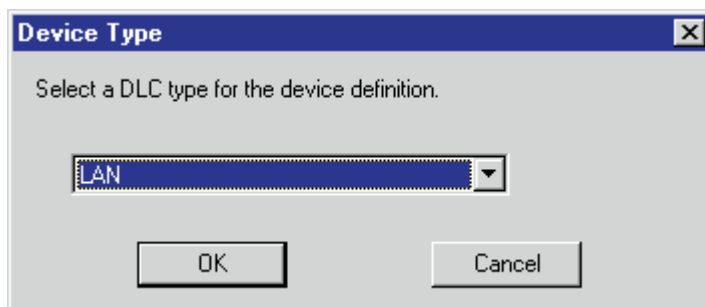 Device Type
Select a DLC type for the device definition.
LAN
OK Cancel